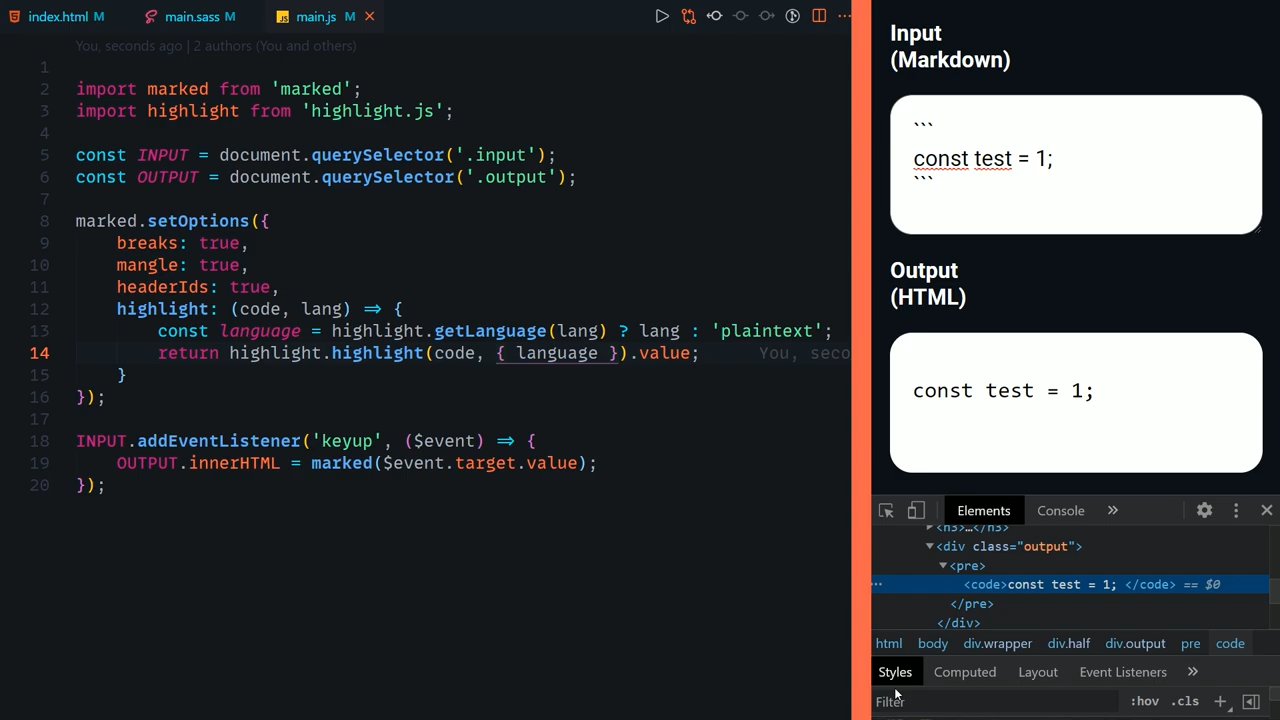 index.html M main.sass M JS main.js M
You, seconds ago | 2 authors (You and others)
1
2 import marked from 'marked';
3 import highlight from 'highlight.js';
4
5 const INPUT = document.querySelector('.input');
6 const OUTPUT = document.querySelector('.output');
7
8 marked.setOptions({
9 breaks: true,
10 mangle: true,
11 headerIds: true,
12 highlight: (code, lang) ⇒ {
13 const language = highlight.getLanguage(lang) ? lang : 'plaintext';
14 return highlight.highlight(code, { language }).value; You, seco
15 }
16 });
17
18 INPUT.addEventListener('keyup', ($event) ⇒ {
19 OUTPUT.innerHTML = marked($event.target.value);
20 });
Input
(Markdown)
```
const test = 1;
```
Output
(HTML)
const test = 1;
Elements Console »
<h3>…</h3>
<div class="output">
<pre>
<code>const test = 1; </code> == $0
</pre>
</div>
html body div.wrapper div.half div.output pre code
Styles Computed Layout Event Listeners »
Filter :hov .cls +